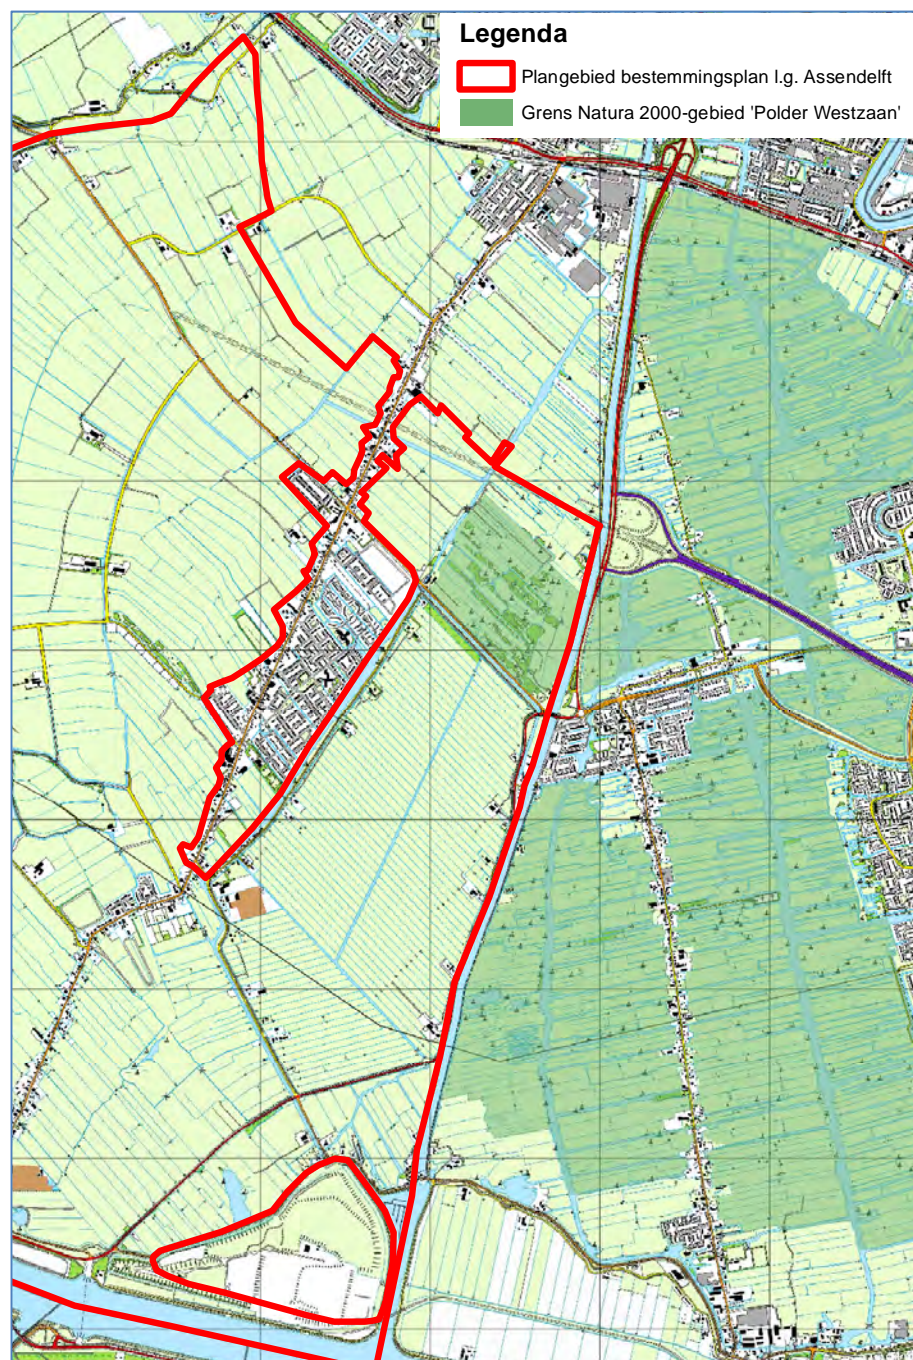 Legenda
Plangebied bestemmingsplan l.g. Assendelft
Grens Natura 2000-gebied 'Polder Westzaan'